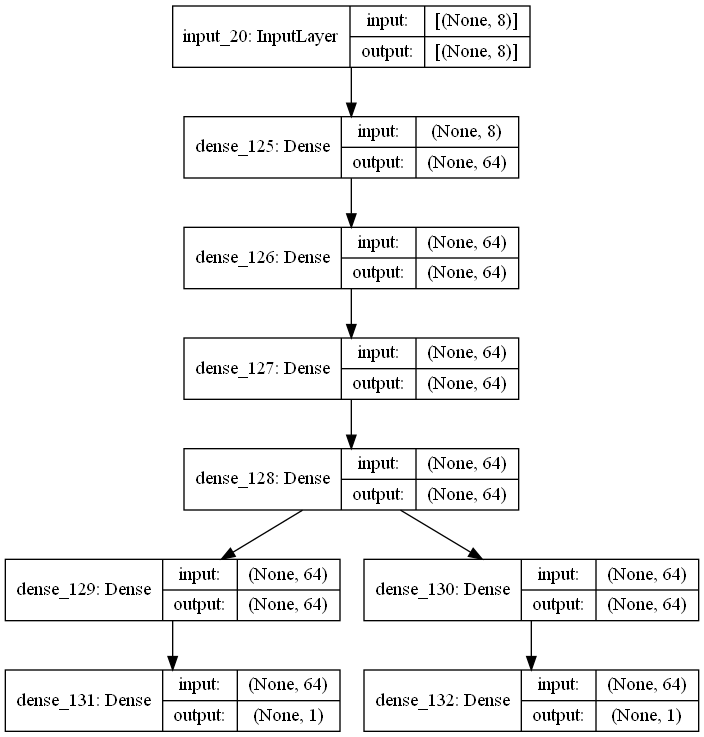 input_20: InputLayer
input:
[(None, 8)]
output:
[(None, 8)]
dense_125: Dense
input:
(None, 8)
output:
(None, 64)
dense_126: Dense
input:
(None, 64)
output:
(None, 64)
dense_127: Dense
input:
(None, 64)
output:
(None, 64)
dense_128: Dense
input:
(None, 64)
output:
(None, 64)
dense_129: Dense
input:
(None, 64)
output:
(None, 64)
dense_130: Dense
input:
(None, 64)
output:
(None, 64)
dense_131: Dense
input:
(None, 64)
output:
(None, 1)
dense_132: Dense
input:
(None, 64)
output:
(None, 1)